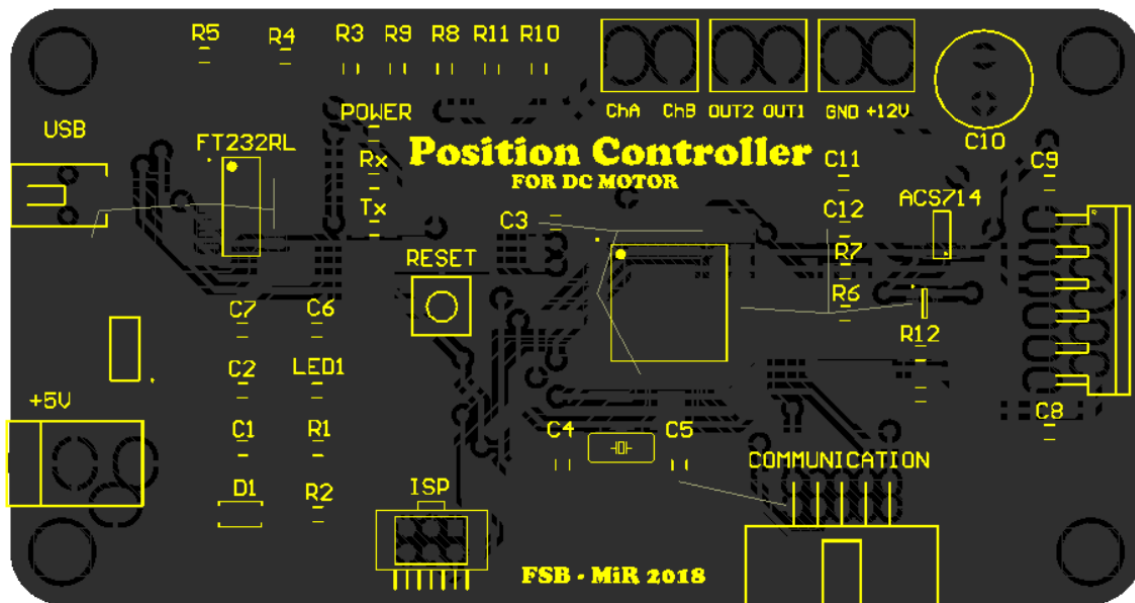 R5 R4 R3 R9 R8 R11 R10
ChA ChB OUT2 OUT1 GND +12V
POWER
C10
USB
FT232RL
Position Controller
Rx
C11
C9
FOR DC MOTOR
ACS714
Tx
C3
C12
RESET
R7
R6
C7 C6
R12
C2 LED1
+5V
C8
C1 R1
C4 C5
COMMUNICATION
D1 R2
ISP
FSB - MiR 2018